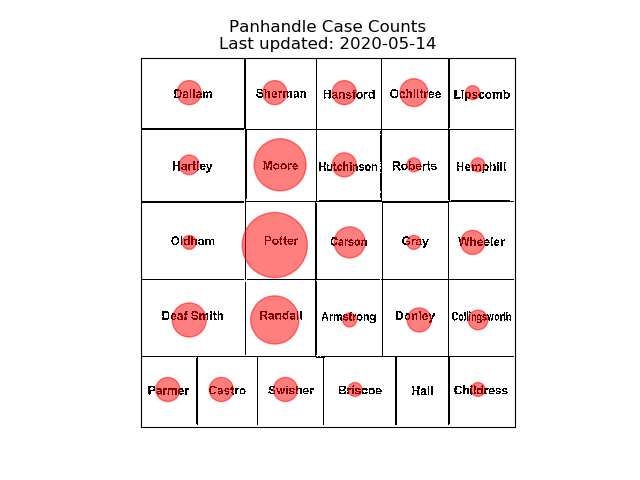 Panhandle Case Counts
Last updated: 2020-05-14
Dallam Sherman Hansford Ochiltree Lipscomb
Hartley Moore Hutchinson Roberts Hemphill
Oldham Potter Carson Gray Wheeler
Deaf Smith Randall Armstrong Donley Collingsworth
Parmer Castro Swisher Briscoe Hall Childress